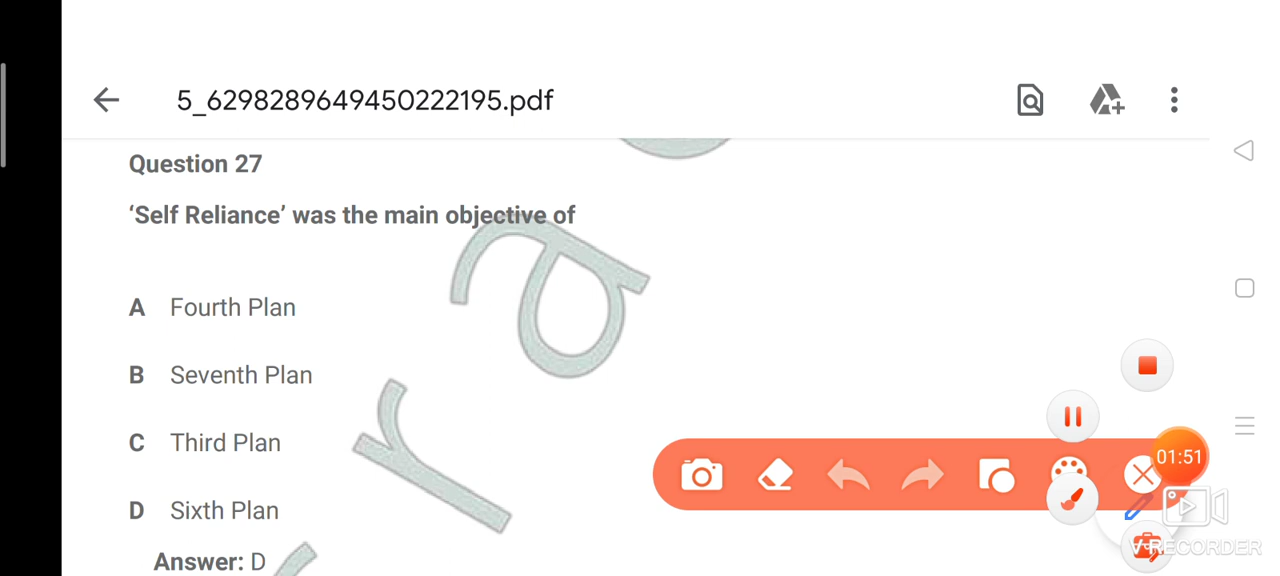 5_6298289649450222195.pdf
Question 27
‘Self Reliance’ was the main objective of
A Fourth Plan
B Seventh Plan
C Third Plan
D Sixth Plan
Answer: D
01:51
V RECORDER
r a